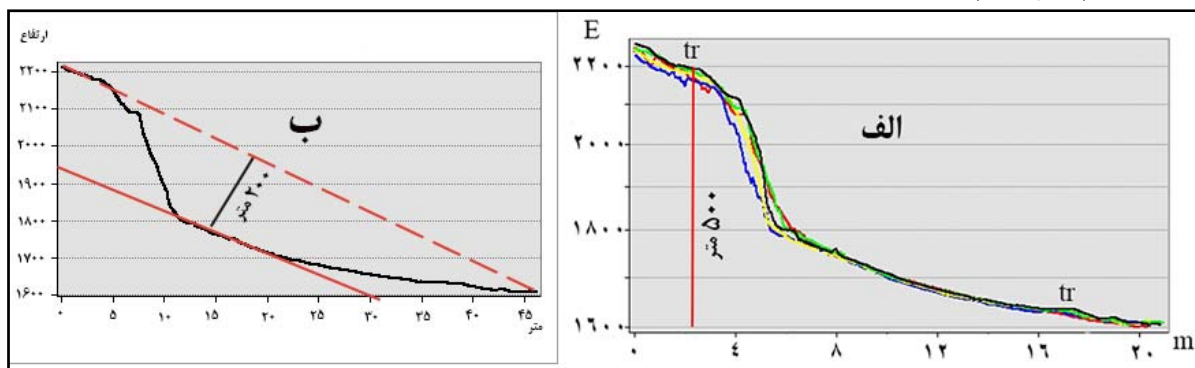 E
tr
۲۲۰۰
۲۰۰۰
۱۸۰۰
۱۶۰۰
الف
۵۰۰ متر
tr
۰ ۴ ۸ ۱۲ ۱۶ ۲۰ m
ارتفاع
۲۲۰۰
۲۱۰۰
۲۰۰۰
۱۹۰۰
۱۸۰۰
۱۷۰۰
۱۶۰۰
ب
۲۰۰ متر
۰ ۵ ۱۰ ۱۵ ۲۰ ۲۵ ۳۰ ۳۵ ۴۰ ۴۵
متر